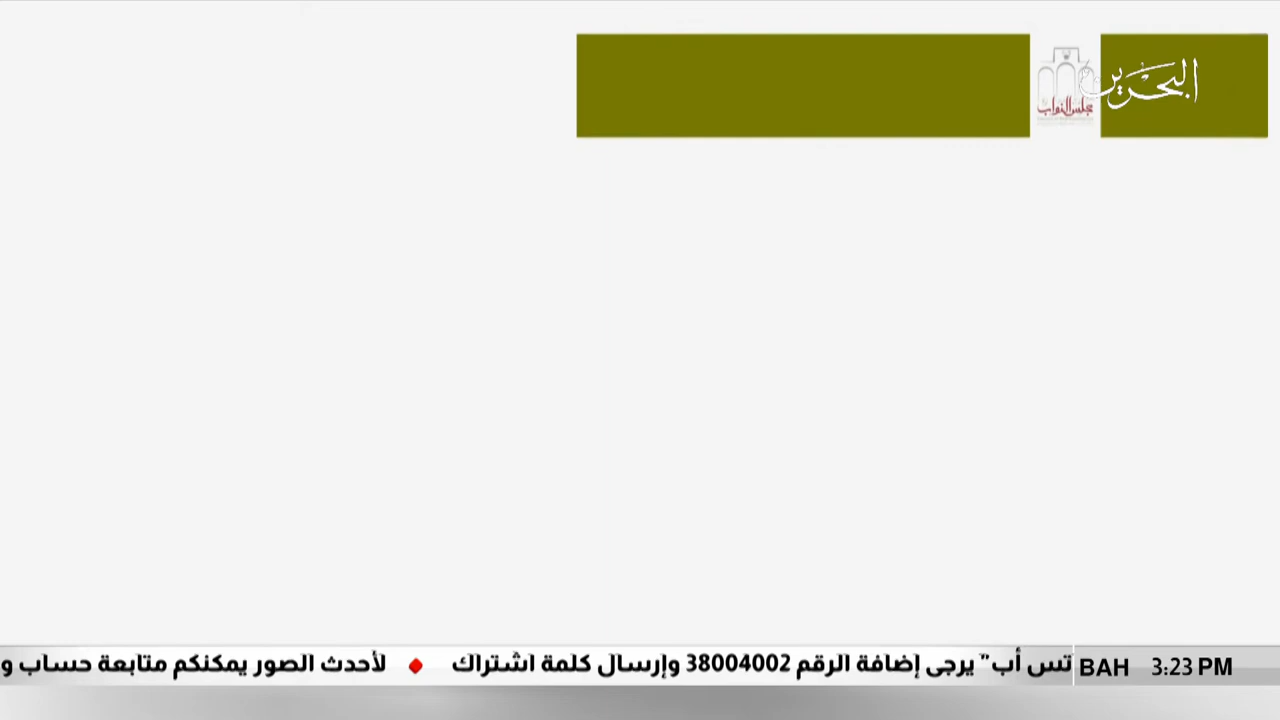 البحرين
مجلس النواب
تس أب" يرجى إضافة الرقم 38004002 وإرسال كلمة اشتراك ♦ لأحدث الصور يمكنكم متابعة حساب و
BAH 3:23 PM